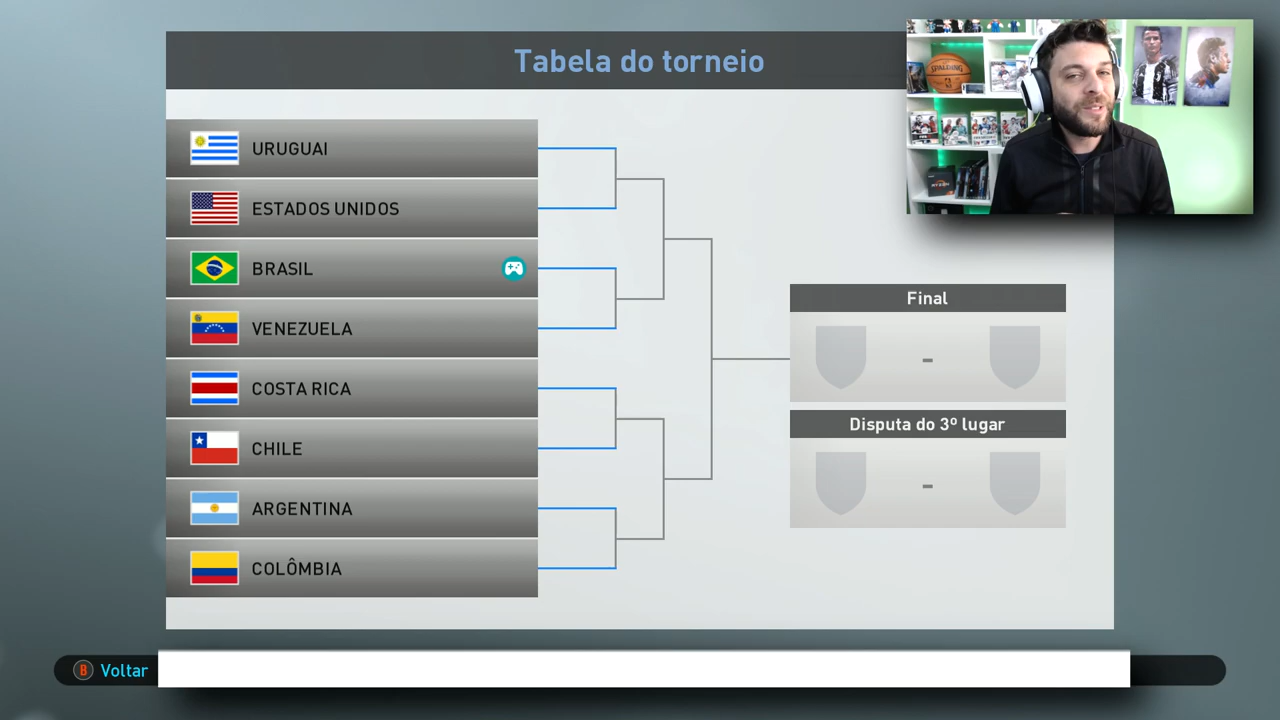 Tabela do torneio
URUGUAI
ESTADOS UNIDOS
BRASIL
VENEZUELA
COSTA RICA
CHILE
ARGENTINA
COLÔMBIA
Final
-
Disputa do 3º lugar
-
B Voltar
SPALDING